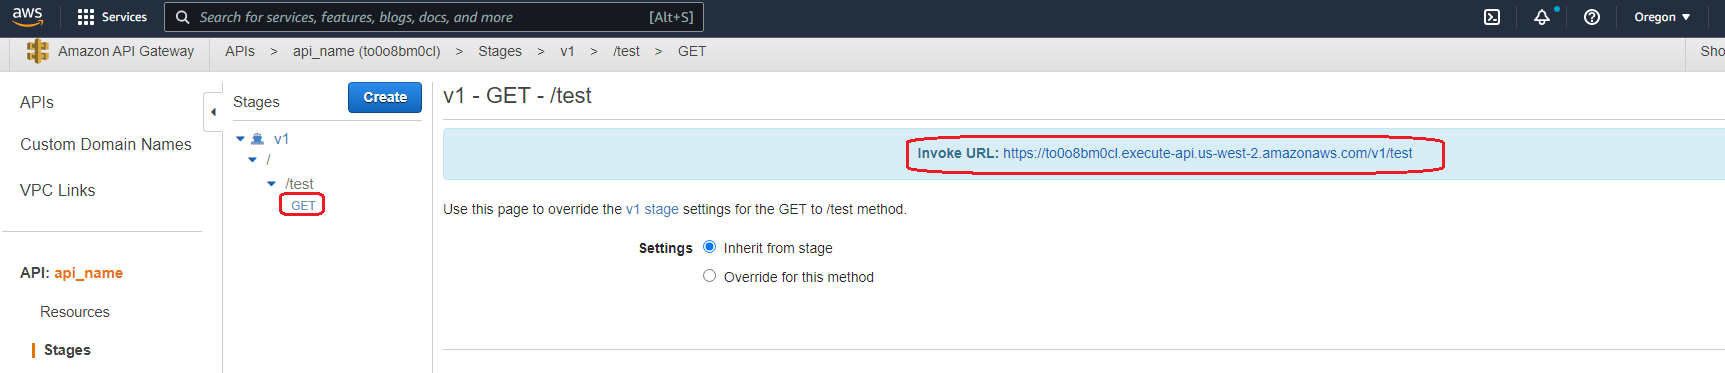 aws Services Search for services, features, blogs, docs, and more [Alt+S] Oregon
Amazon API Gateway APIs > api_name (to0o8bm0cl) > Stages > v1 > /test > GET Sho
APIs
Custom Domain Names
VPC Links
API: api_name
Resources
Stages
Stages Create
v1
/
/test
GET
v1 - GET - /test
Invoke URL: https://to0o8bm0cl.execute-api.us-west-2.amazonaws.com/v1/test
Use this page to override the v1 stage settings for the GET to /test method.
Settings Inherit from stage
Override for this method